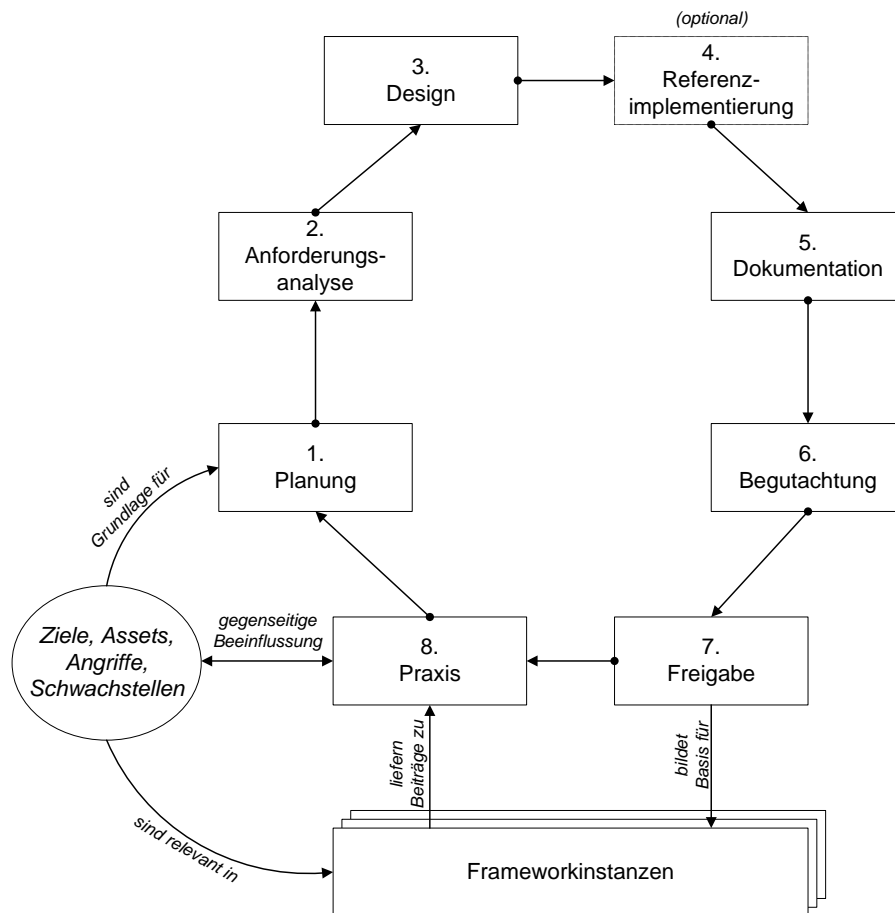 (optional)
3.
Design
4.
Referenz-
implementierung
2.
Anforderungs-
analyse
5.
Dokumentation
1.
Planung
6.
Begutachtung
sind
Grundlage für
Ziele, Assets,
Angriffe,
Schwachstellen
gegenseitige
Beeinflussung
8.
Praxis
7.
Freigabe
liefern
Beiträge zu
bildet
Basis für
sind relevant in
Frameworkinstanzen